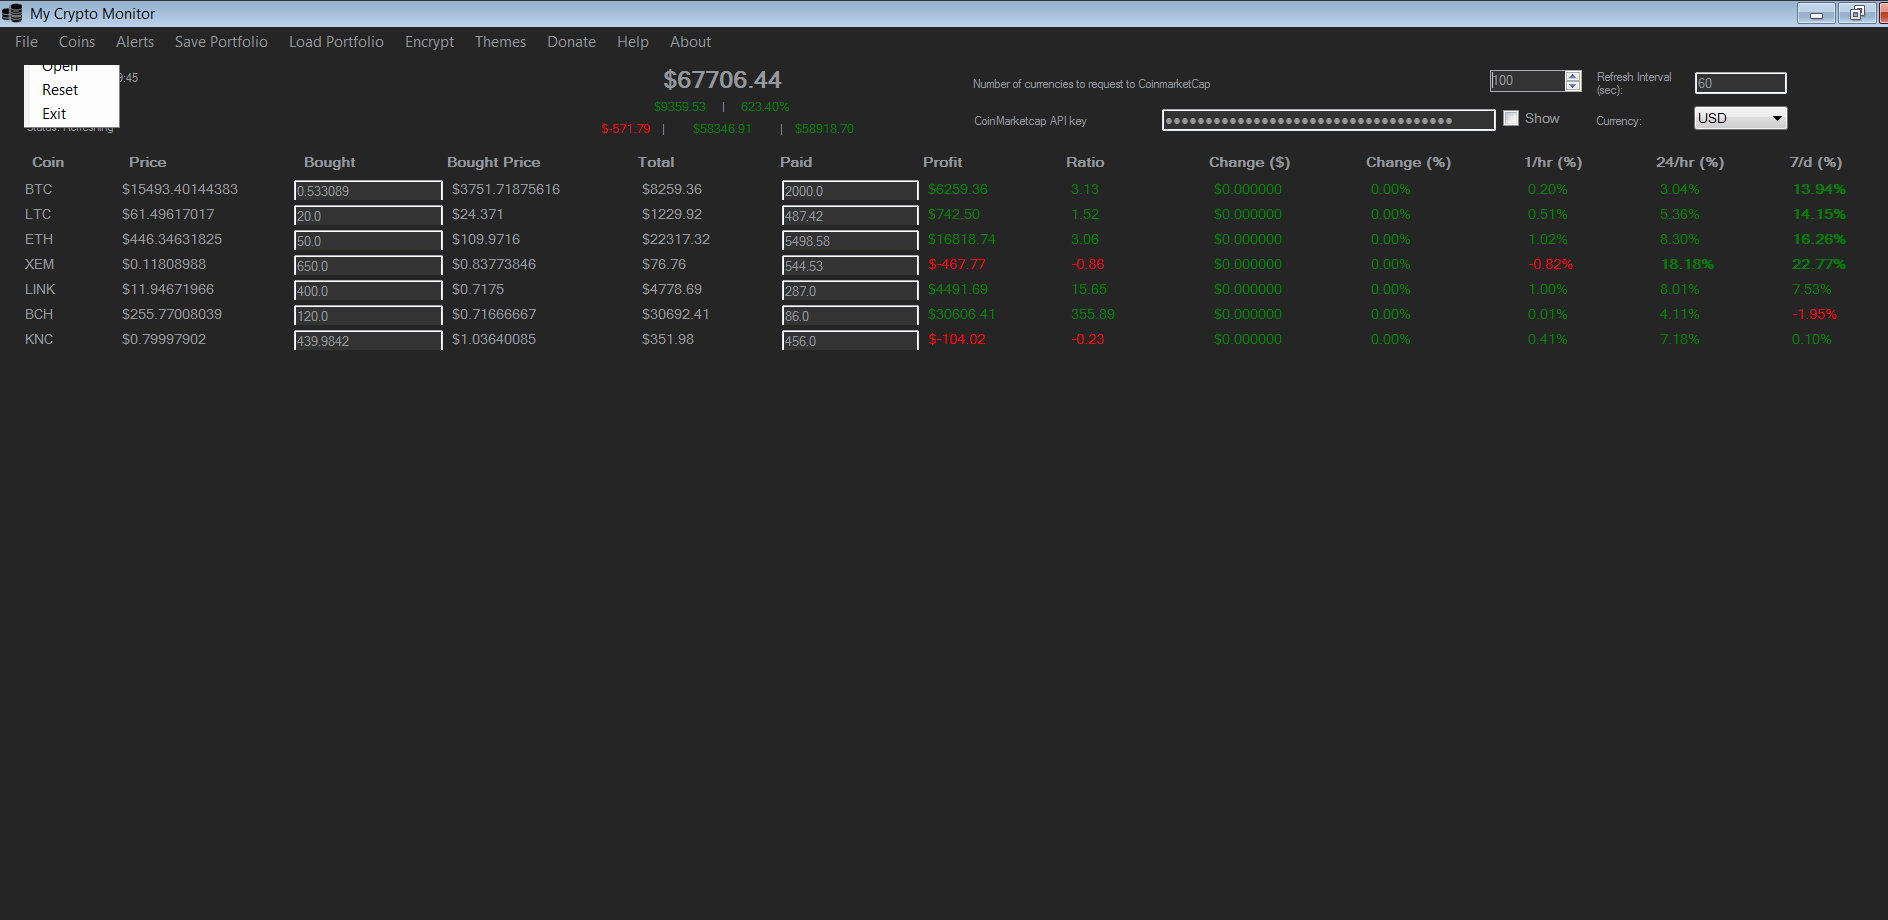 My Crypto Monitor
File Coins Alerts Save Portfolio Load Portfolio Encrypt Themes Donate Help About
Open
Reset
Exit
9:45
Status: Refreshing
$67706.44
$9359.53 | 623.40%
$-571.79 | $58346.91 | $58918.70
Number of currencies to request to CoinmarketCap 100
Refresh Interval (sec): 60
CoinMarketcap API key Show
Currency: USD
Coin Price Bought Bought Price Total Paid Profit Ratio Change ($) Change (%) 1/hr (%) 24/hr (%) 7/d (%)
BTC $15493.40144383 0.533089 $3751.71875616 $8259.36 2000.0 $6259.36 3.13 $0.000000 0.00% 0.20% 3.04% 13.94%
LTC $61.49617017 20.0 $24.371 $1229.92 487.42 $742.50 1.52 $0.000000 0.00% 0.51% 5.36% 14.15%
ETH $446.34631825 50.0 $109.9716 $22317.32 5498.58 $16818.74 3.06 $0.000000 0.00% 1.02% 8.30% 16.26%
XEM $0.11808988 650.0 $0.83773846 $76.76 544.53 $-467.77 -0.86 $0.000000 0.00% -0.82% 18.18% 22.77%
LINK $11.94671966 400.0 $0.7175 $4778.69 287.0 $4491.69 15.65 $0.000000 0.00% 1.00% 8.01% 7.53%
BCH $255.77008039 120.0 $0.71666667 $30692.41 86.0 $30606.41 355.89 $0.000000 0.00% 0.01% 4.11% -1.95%
KNC $0.79997902 439.9842 $1.03640085 $351.98 456.0 $-104.02 -0.23 $0.000000 0.00% 0.41% 7.18% 0.10%